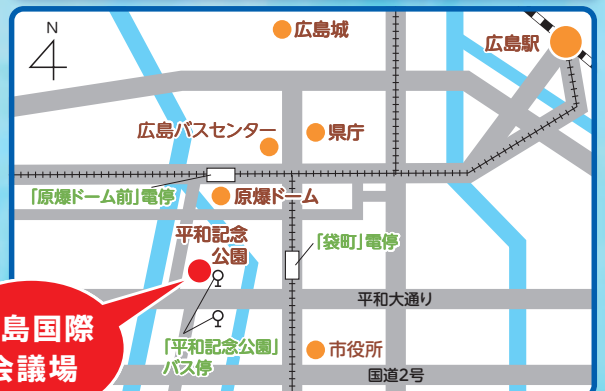 N
広島城
広島駅
広島バスセンター
県庁
「原爆ドーム前」電停
原爆ドーム
平和記念
公園
「袋町」電停
平和大通り
島国際
会議場
「平和記念公園」
バス停
市役所
国道2号